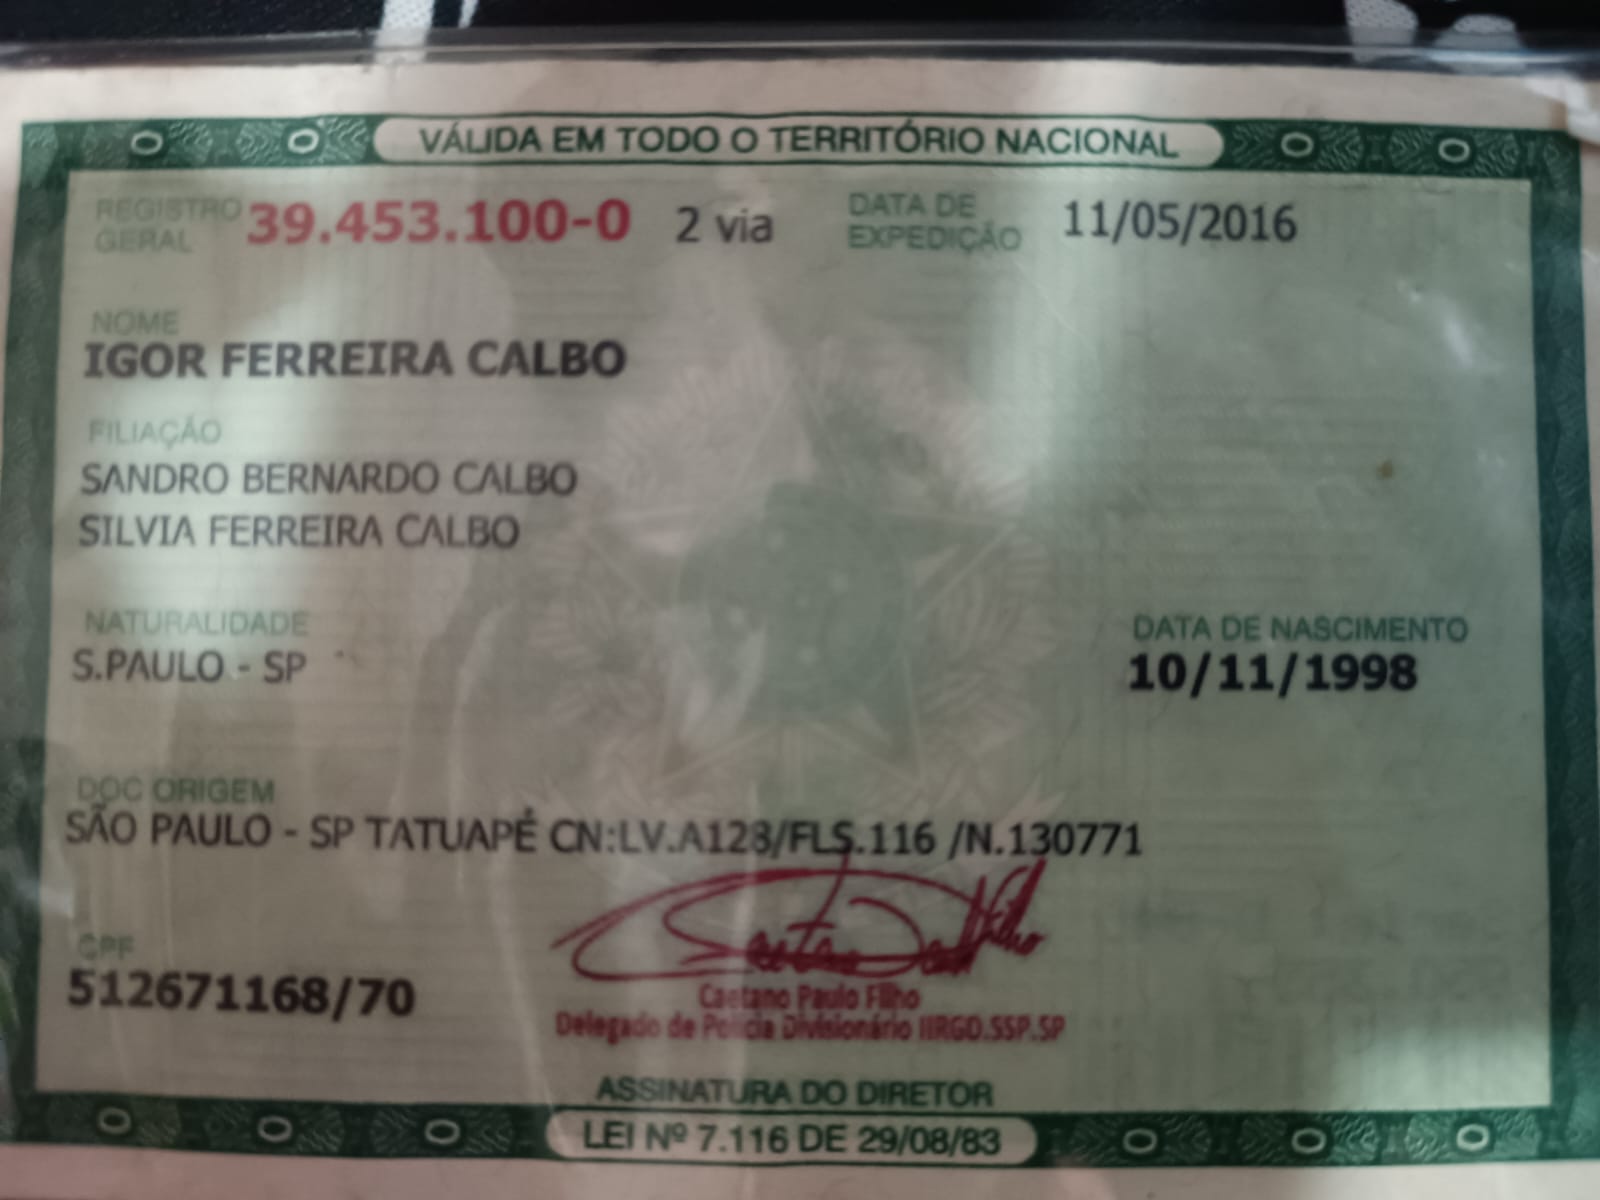 VÁLIDA EM TODO O TERRITÓRIO NACIONAL
REGISTRO GERAL 39.453.100-0 2 via DATA DE EXPEDIÇÃO 11/05/2016
NOME
IGOR FERREIRA CALBO
FILIAÇÃO
SANDRO BERNARDO CALBO
SILVIA FERREIRA CALBO
NATURALIDADE DATA DE NASCIMENTO
S.PAULO - SP 10/11/1998
DOC ORIGEM
SÃO PAULO - SP TATUAPÉ CN:LV.A128/FLS.116 /N.130771
CPF
512671168/70
Caetano Paulo Filho
Delegado de Polícia Divisionário IIRGD.SSP.SP
ASSINATURA DO DIRETOR
LEI Nº 7.116 DE 29/08/83